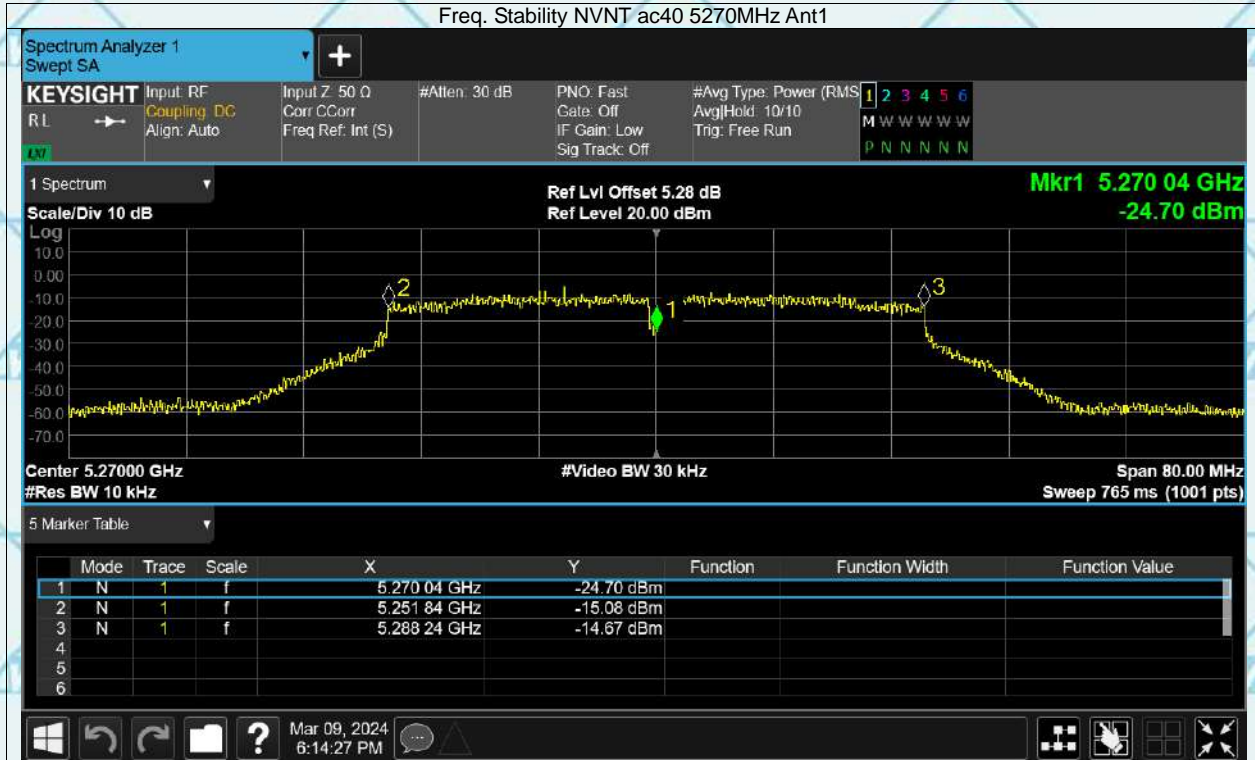 Freq. Stability NVNT ac40 5270MHz Ant1
Spectrum Analyzer 1
Swept SA
KEYSIGHT
RL
LXI
Input: RF
Coupling: DC
Align: Auto
Input Z: 50 Ω
Corr CCorr
Freq Ref: Int (S)
#Atten: 30 dB
PNO: Fast
Gate: Off
IF Gain: Low
Sig Track: Off
#Avg Type: Power (RMS
Avg|Hold: 10/10
Trig: Free Run
1 2 3 4 5 6
M W W W W W
P N N N N N
1 Spectrum
Scale/Div 10 dB
Ref Lvl Offset 5.28 dB
Ref Level 20.00 dBm
Mkr1 5.270 04 GHz
-24.70 dBm
Log
10.0
0.00
-10.0
-20.0
-30.0
-40.0
-50.0
-60.0
-70.0
2
1
3
Center 5.27000 GHz
#Video BW 30 kHz
Span 80.00 MHz
#Res BW 10 kHz
Sweep 765 ms (1001 pts)
5 Marker Table
Mode Trace Scale X Y Function Function Width Function Value
1 N 1 f 5.270 04 GHz -24.70 dBm
2 N 1 f 5.251 84 GHz -15.08 dBm
3 N 1 f 5.288 24 GHz -14.67 dBm
4
5
6
?
Mar 09, 2024
6:14:27 PM